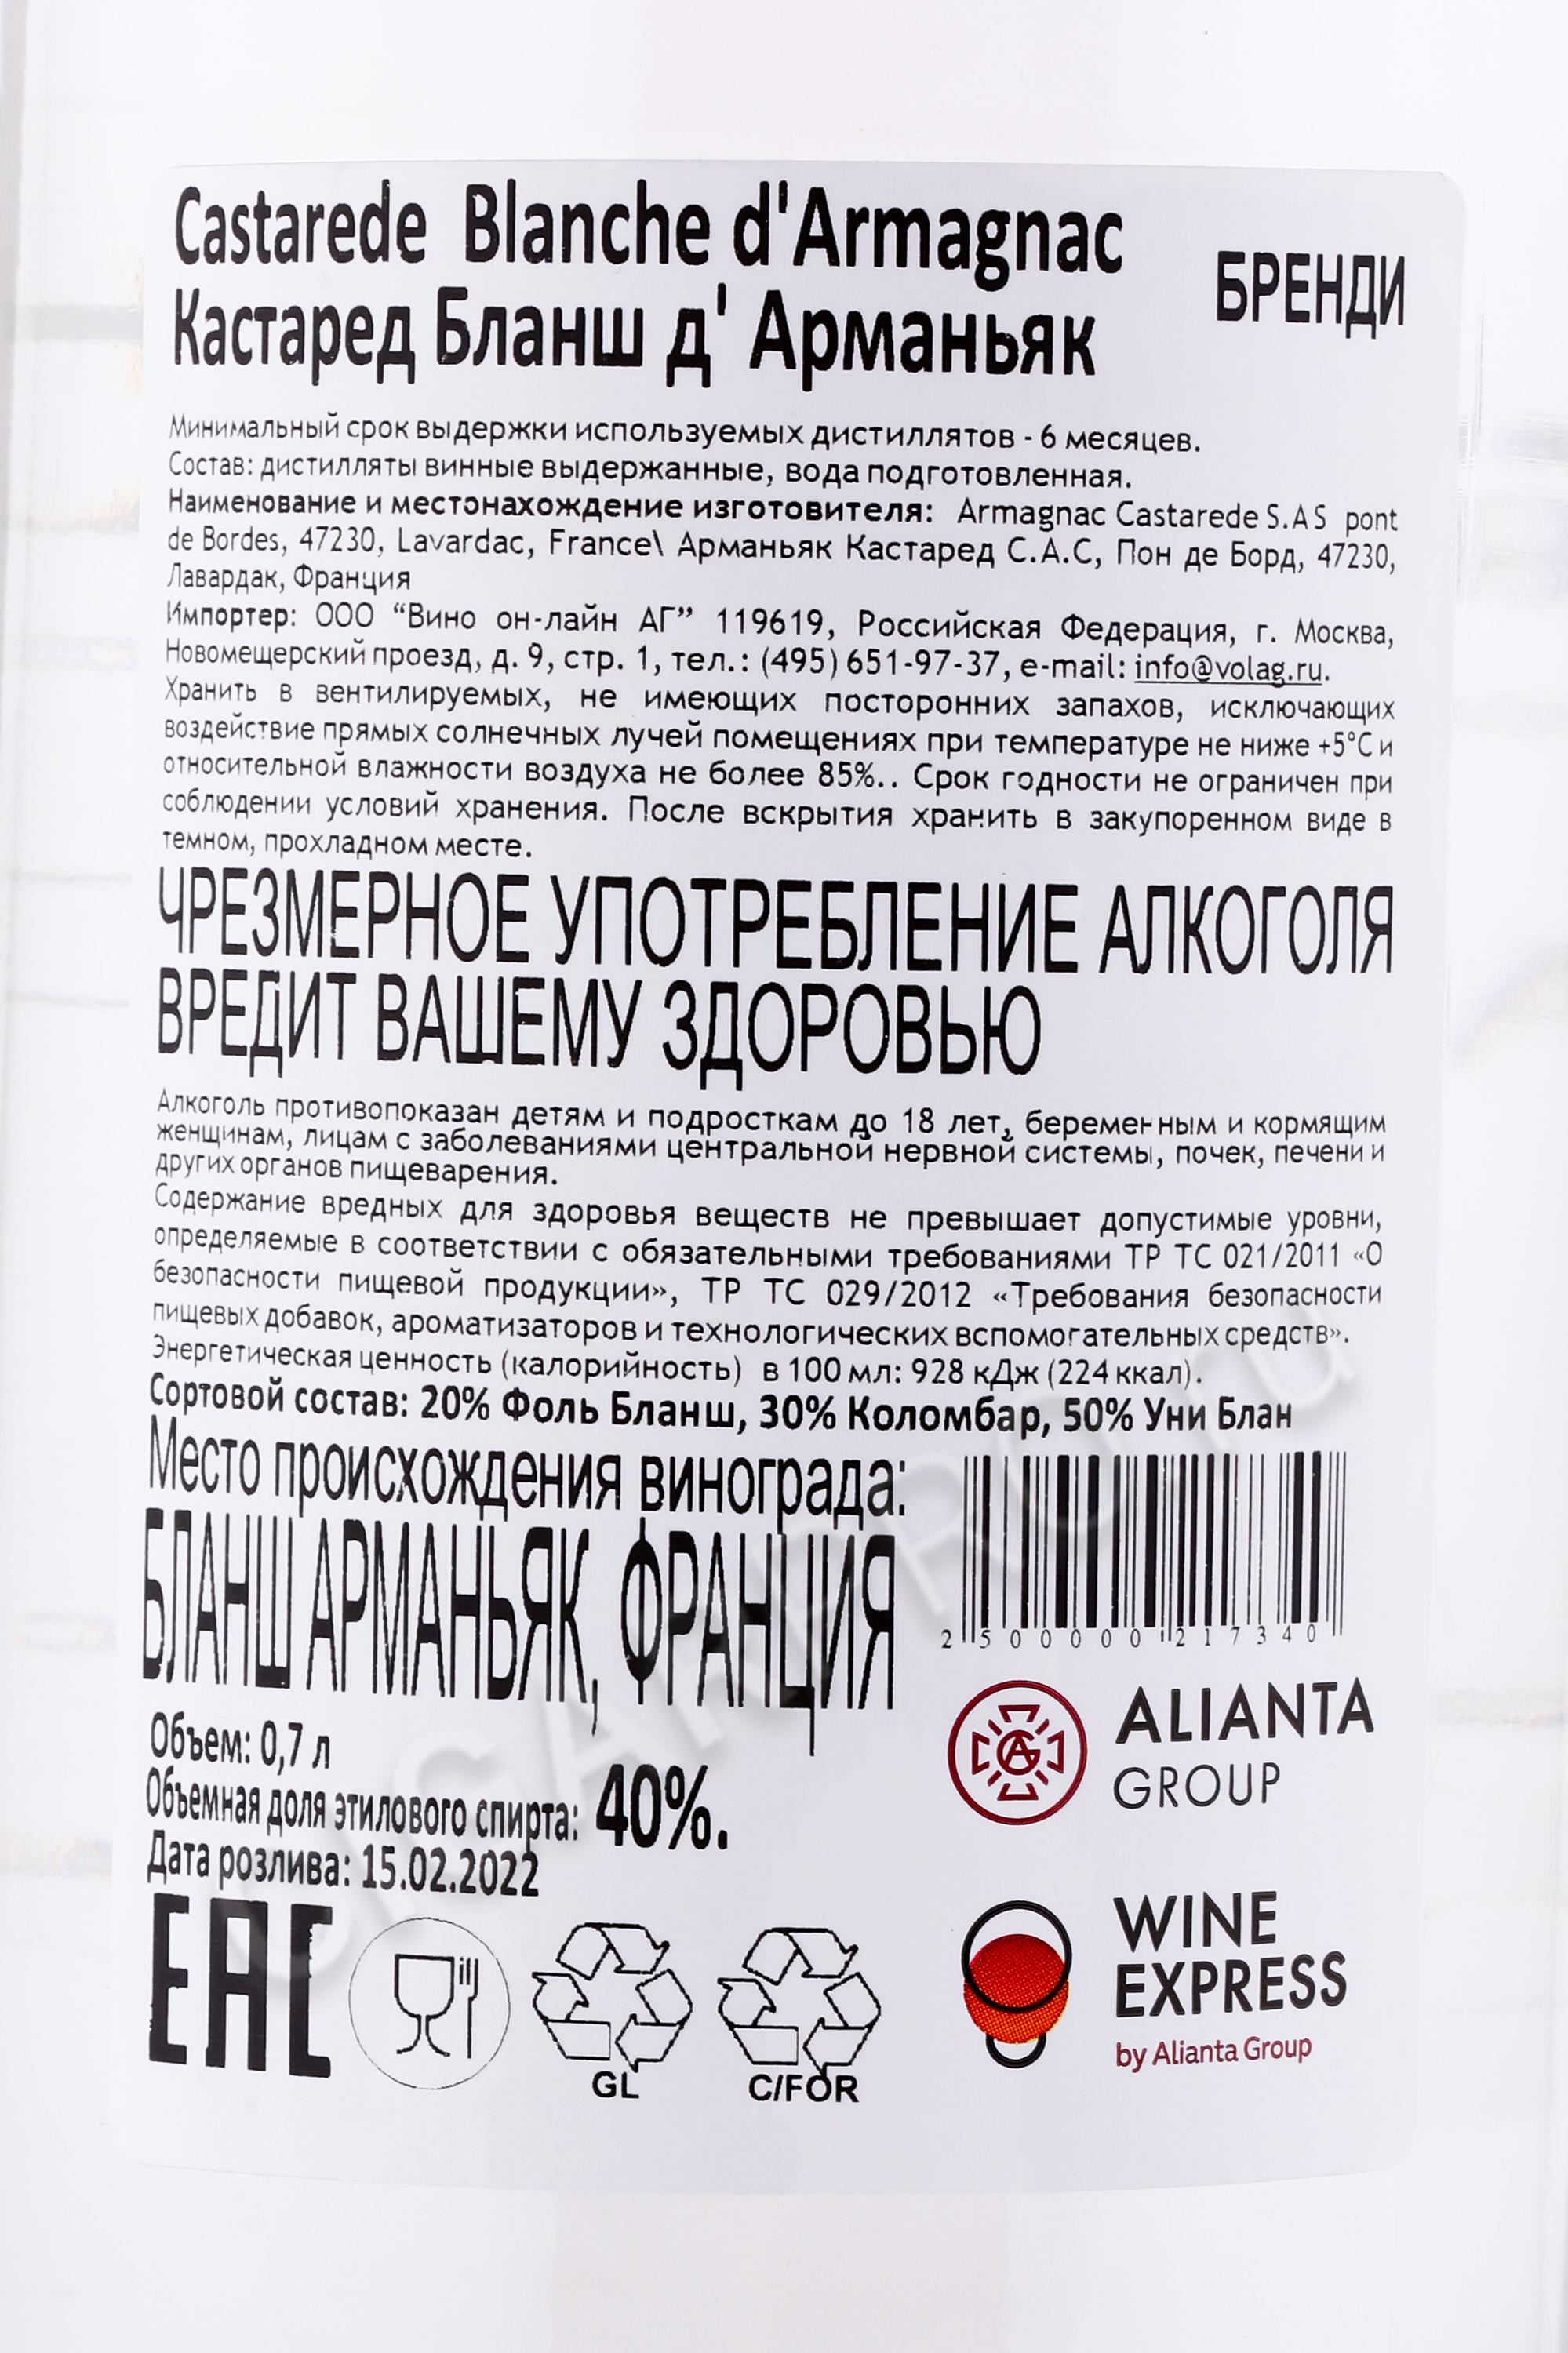 Castarede Blanche d'Armagnac
Кастаред Бланш д' Арманьяк
БРЕНДИ
Минимальный срок выдержки используемых дистиллятов - 6 месяцев.
Состав: дистилляты винные выдержанные, вода подготовленная.
Наименование и местонахождение изготовителя: Armagnac Castarede S.A S pont
de Bordes, 47230, Lavardac, France\ Арманьяк Кастаред С.А.С, Пон де Борд, 47230,
Лавардак, Франция
Импортер: ООО “Вино он-лайн АГ” 119619, Российская Федерация, г. Москва,
Новомещерский проезд, д. 9, стр. 1, тел.: (495) 651-97-37, e-mail: info@volag.ru.
Хранить в вентилируемых, не имеющих посторонних запахов, исключающих
воздействие прямых солнечных лучей помещениях при температуре не ниже +5°С и
относительной влажности воздуха не более 85%.. Срок годности не ограничен при
соблюдении условий хранения. После вскрытия хранить в закупоренном виде в
темном, прохладном месте.
ЧРЕЗМЕРНОЕ УПОТРЕБЛЕНИЕ АЛКОГОЛЯ
ВРЕДИТ ВАШЕМУ ЗДОРОВЬЮ
Алкоголь противопоказан детям и подросткам до 18 лет, беременным и кормящим
женщинам, лицам с заболеваниями центральной нервной системы, почек, печени и
других органов пищеварения.
Содержание вредных для здоровья веществ не превышает допустимые уровни,
определяемые в соответствии с обязательными требованиями ТР ТС 021/2011 «О
безопасности пищевой продукции», ТР ТС 029/2012 «Требования безопасности
пищевых добавок, ароматизаторов и технологических вспомогательных средств».
Энергетическая ценность (калорийность) в 100 мл: 928 кДж (224 ккал).
Сортовой состав: 20% Фоль Бланш, 30% Коломбар, 50% Уни Блан
Место происхождения винограда:
БЛАНШ АРМАНЬЯК, ФРАНЦИЯ
2 500000 217340
Объем: 0,7 л
Объемная доля этилового спирта: 40%.
Дата розлива: 15.02.2022
ALIANTA
GROUP
WINE
EXPRESS
by Alianta Group
EAC
GL
C/FOR
CIGARPRO.ru